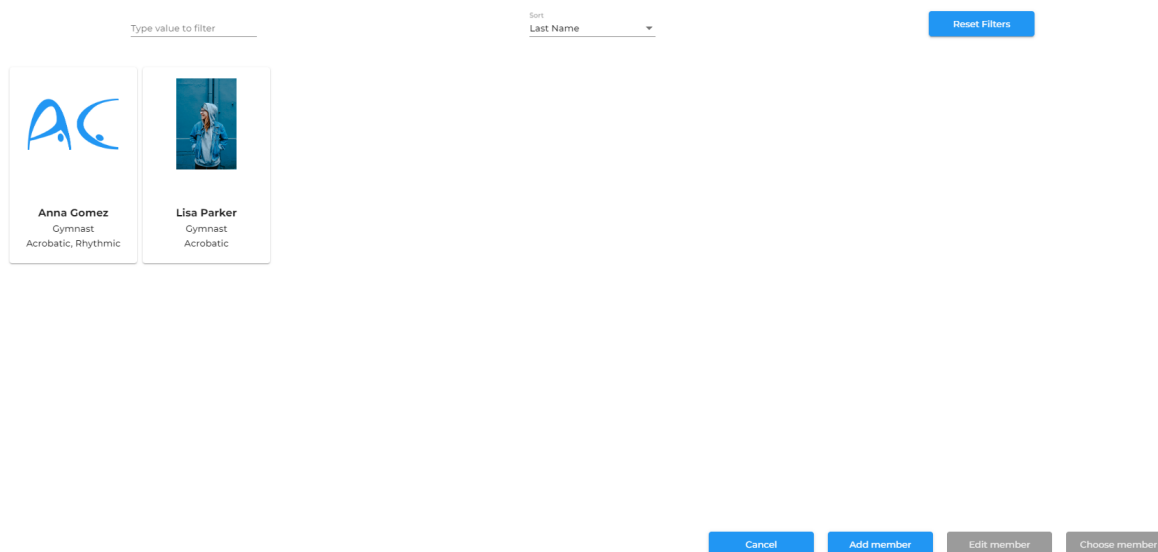 Type value to filter
Sort
Last Name
Reset Filters
AC
Anna Gomez
Gymnast
Acrobatic, Rhythmic
Lisa Parker
Gymnast
Acrobatic
Cancel
Add member
Edit member
Choose member